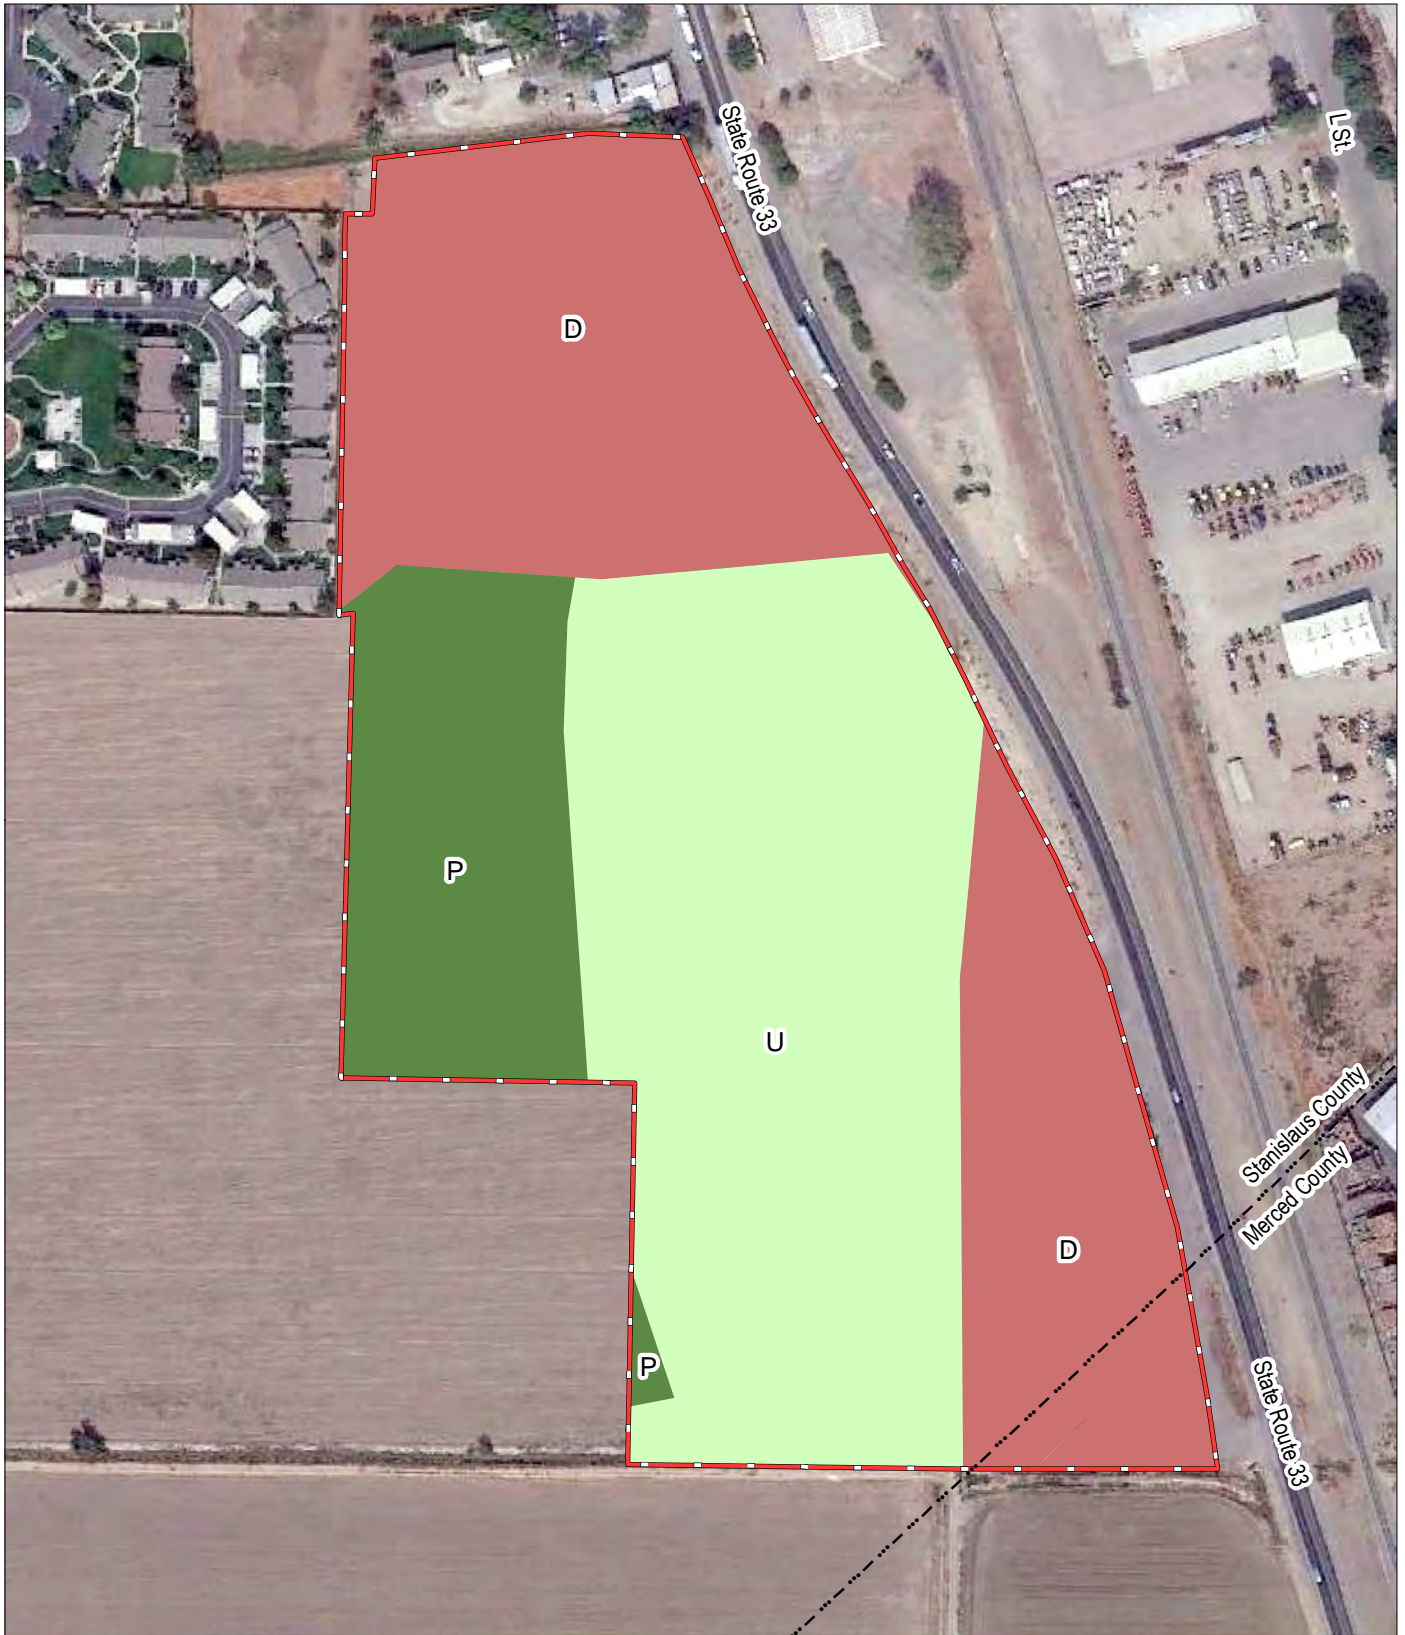 State Route 33
L St.
D
P
U
Stanislaus County
Merced County
D
P
State Route 33